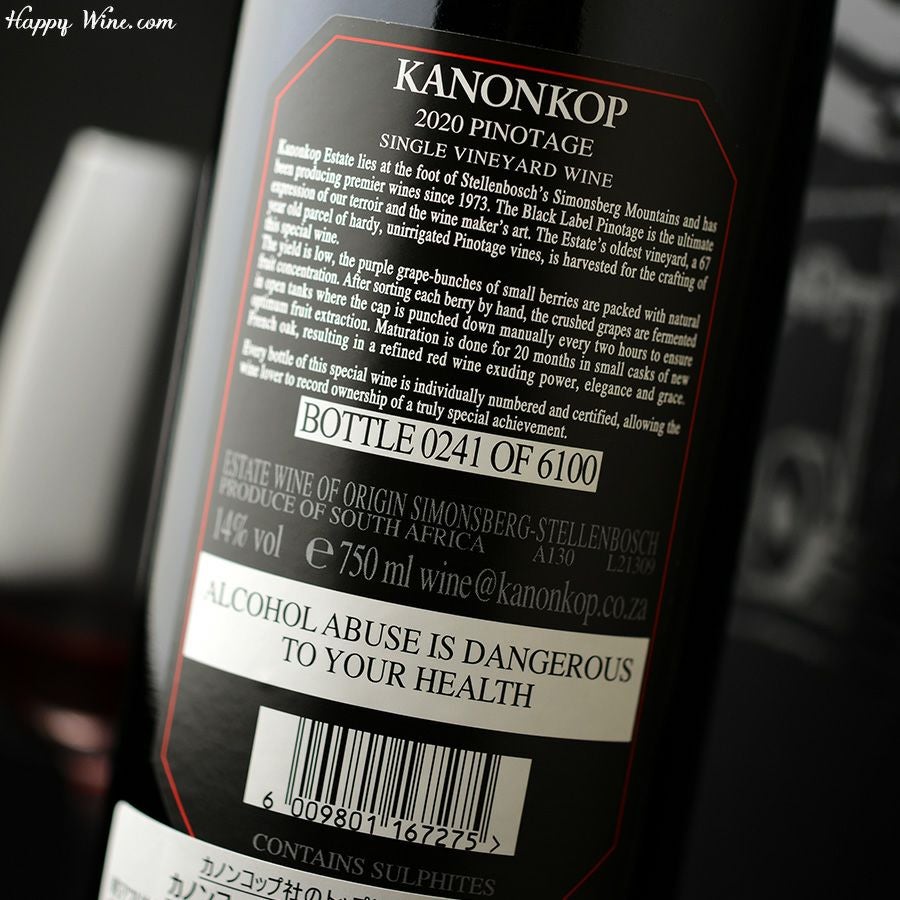 Happy Wine.com
KANONKOP
2020 PINOTAGE
SINGLE VINEYARD WINE
Kanonkop Estate lies at the foot of Stellenbosch's Simonsberg Mountains and has
been producing premier wines since 1973. The Black Label Pinotage is the ultimate
expression of our terroir and the wine maker's art. The Estate's oldest vineyard, a 67
year old parcel of hardy, unirrigated Pinotage vines, is harvested for the crafting of
this special wine.
The yield is low, the purple grape-bunches of small berries are packed with natural
fruit concentration. After sorting each berry by hand, the crushed grapes are fermented
in open tanks where the cap is punched down manually every two hours to ensure
optimum fruit extraction. Maturation is done for 20 months in small casks of new
French oak, resulting in a refined red wine exuding power, elegance and grace.
Every bottle of this special wine is individually numbered and certified, allowing the
wine lover to record ownership of a truly special achievement.
BOTTLE 0241 OF 6100
ESTATE WINE OF ORIGIN SIMONSBERG-STELLENBOSCH
PRODUCE OF SOUTH AFRICA A130 L21309
14% vol ℮ 750 ml wine@kanonkop.co.za
ALCOHOL ABUSE IS DANGEROUS
TO YOUR HEALTH
6 009801 167275 >
CONTAINS SULPHITES
カノンコップ社のトップ
カノンコップ